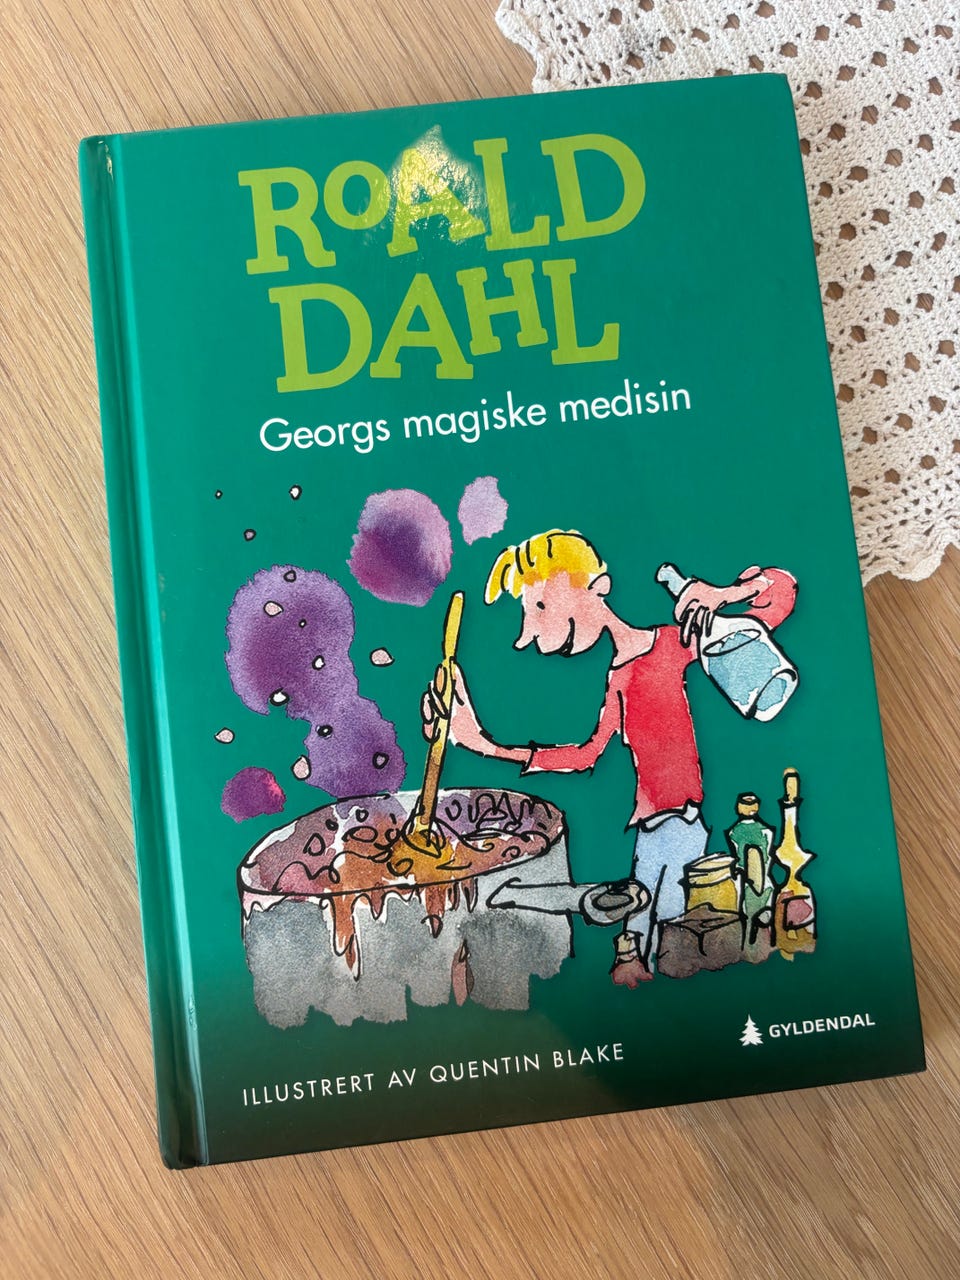 ROALD
DAHL
Georgs magiske medisin
ILLUSTRERT AV QUENTIN BLAKE
GYLDENDAL